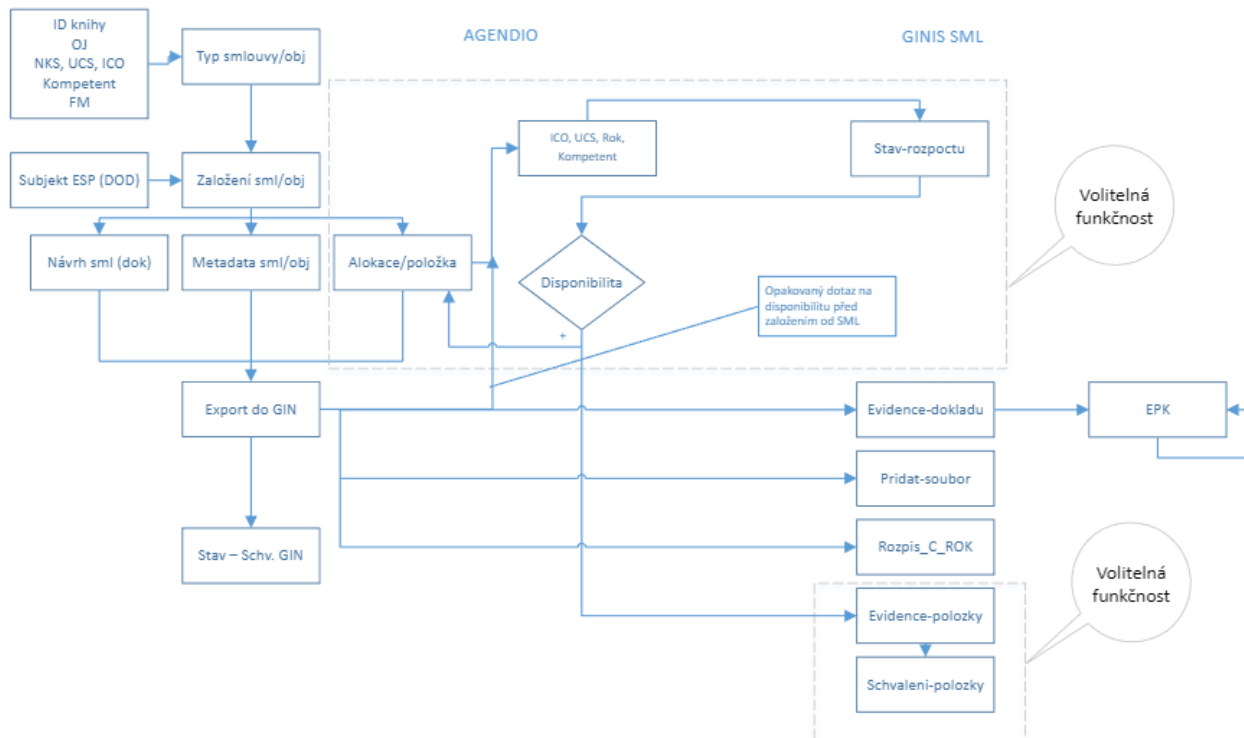 ID knihy
OJ
NKS, UCS, ICO
Kompetent
FM
Typ smlouvy/obj
AGENDIO
GINIS SML
ICO, UCS, Rok,
Kompetent
Stav-rozpoctu
Subjekt ESP (DOD)
Založení sml/obj
Volitelná
funkčnost
Návrh sml (dok)
Metadata sml/obj
Alokace/položka
Disponibilita
Opakovaný dotaz na
disponibilitu před
založením od SML
+
Export do GIN
Evidence-dokladu
EPK
Pridat-soubor
Stav – Schv. GIN
Rozpis_C_ROK
Volitelná
funkčnost
Evidence-polozky
Schvaleni-polozky